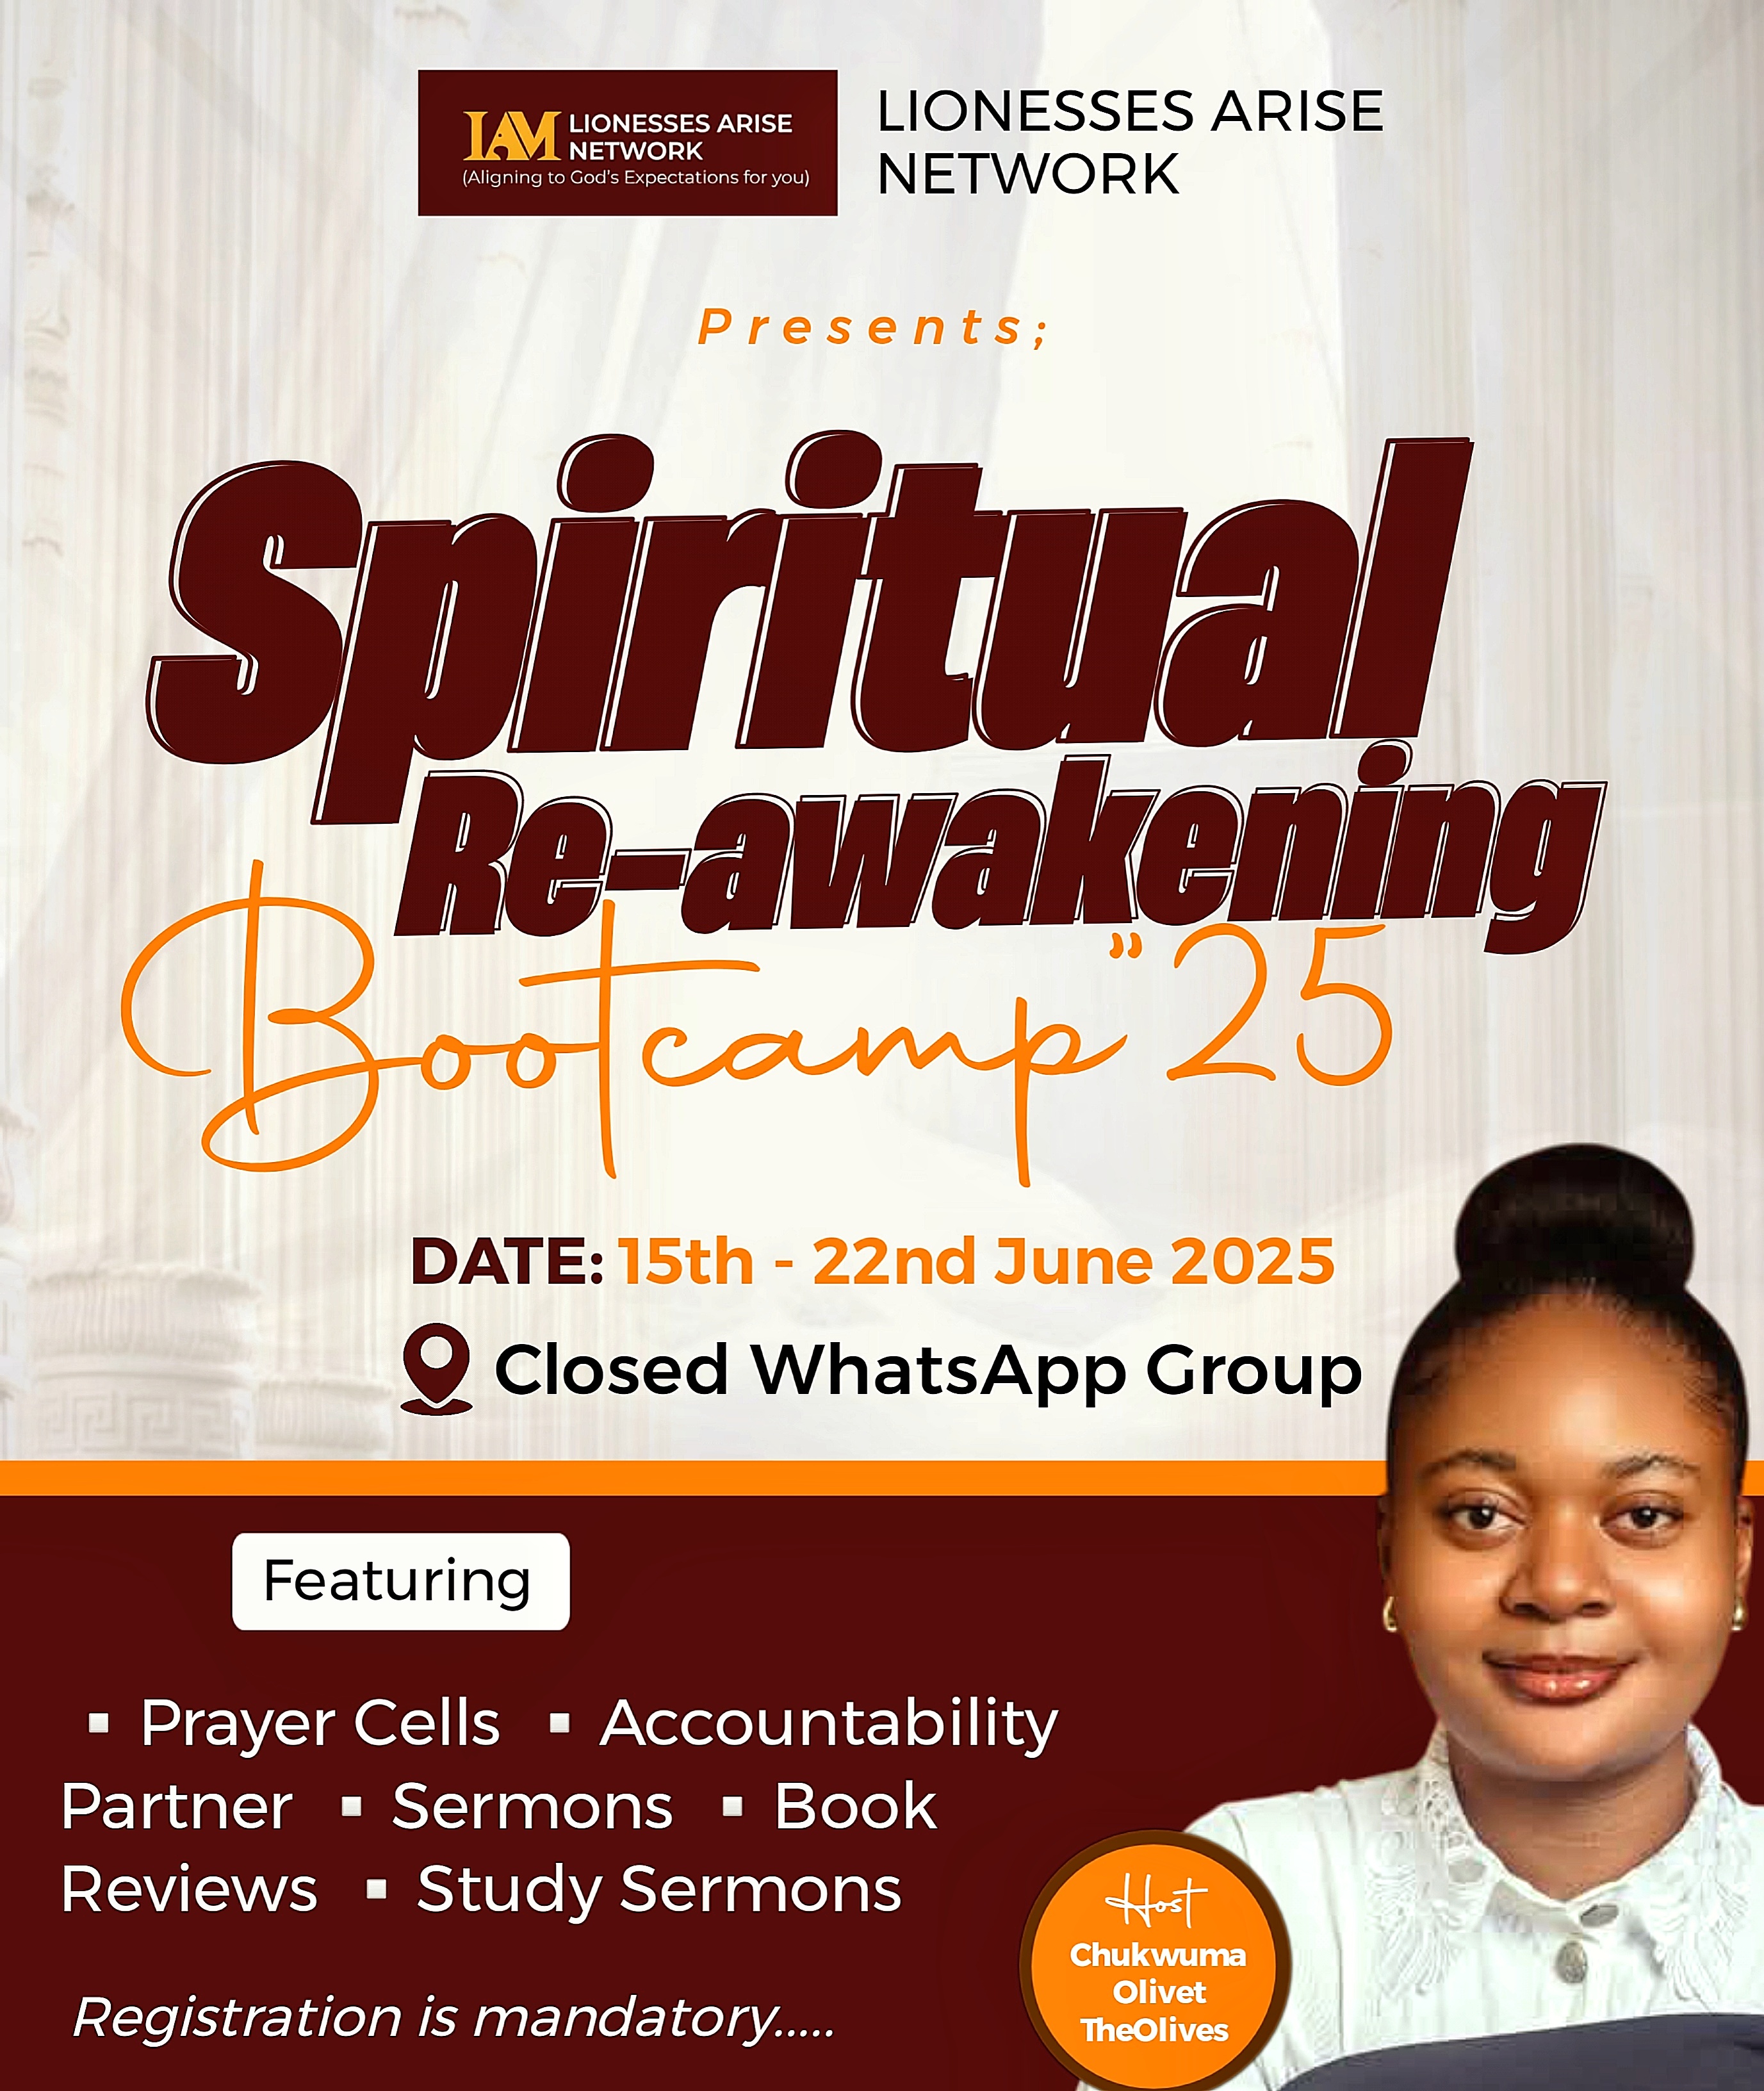 IAM LIONESSES ARISE
NETWORK
(Aligning to God's Expectations for you)
LIONESSES ARISE
NETWORK
Presents;
Spiritual
Re-awakening
Bootcamp "25
DATE: 15th - 22nd June 2025
Closed WhatsApp Group
Featuring
▪ Prayer Cells ▪ Accountability
Partner ▪ Sermons ▪ Book
Reviews ▪ Study Sermons
Registration is mandatory.....
Host
Chukwuma
Olivet
TheOlives